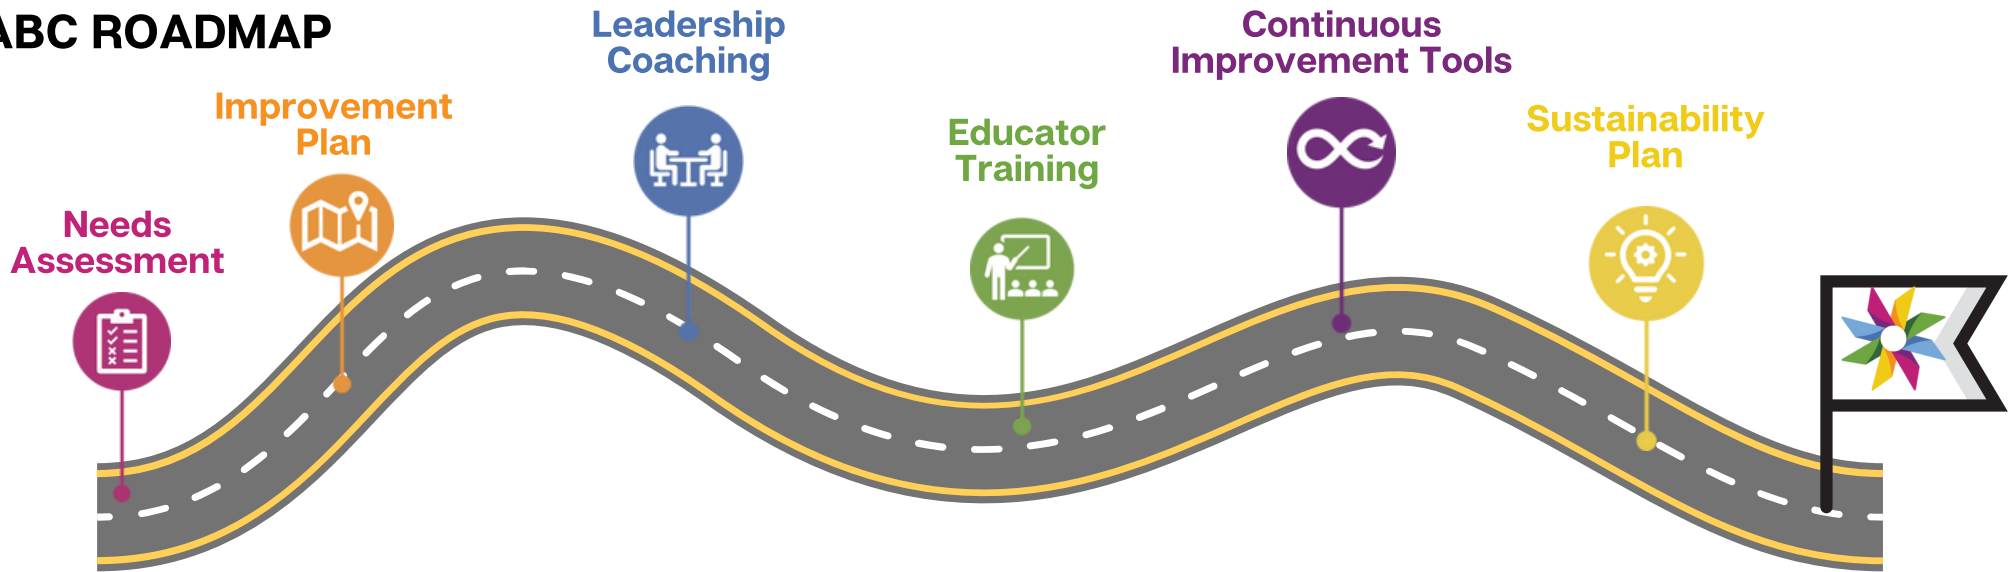 ABC ROADMAP
Needs
Assessment
Improvement
Plan
Leadership
Coaching
Educator
Training
Continuous
Improvement Tools
Sustainability
Plan